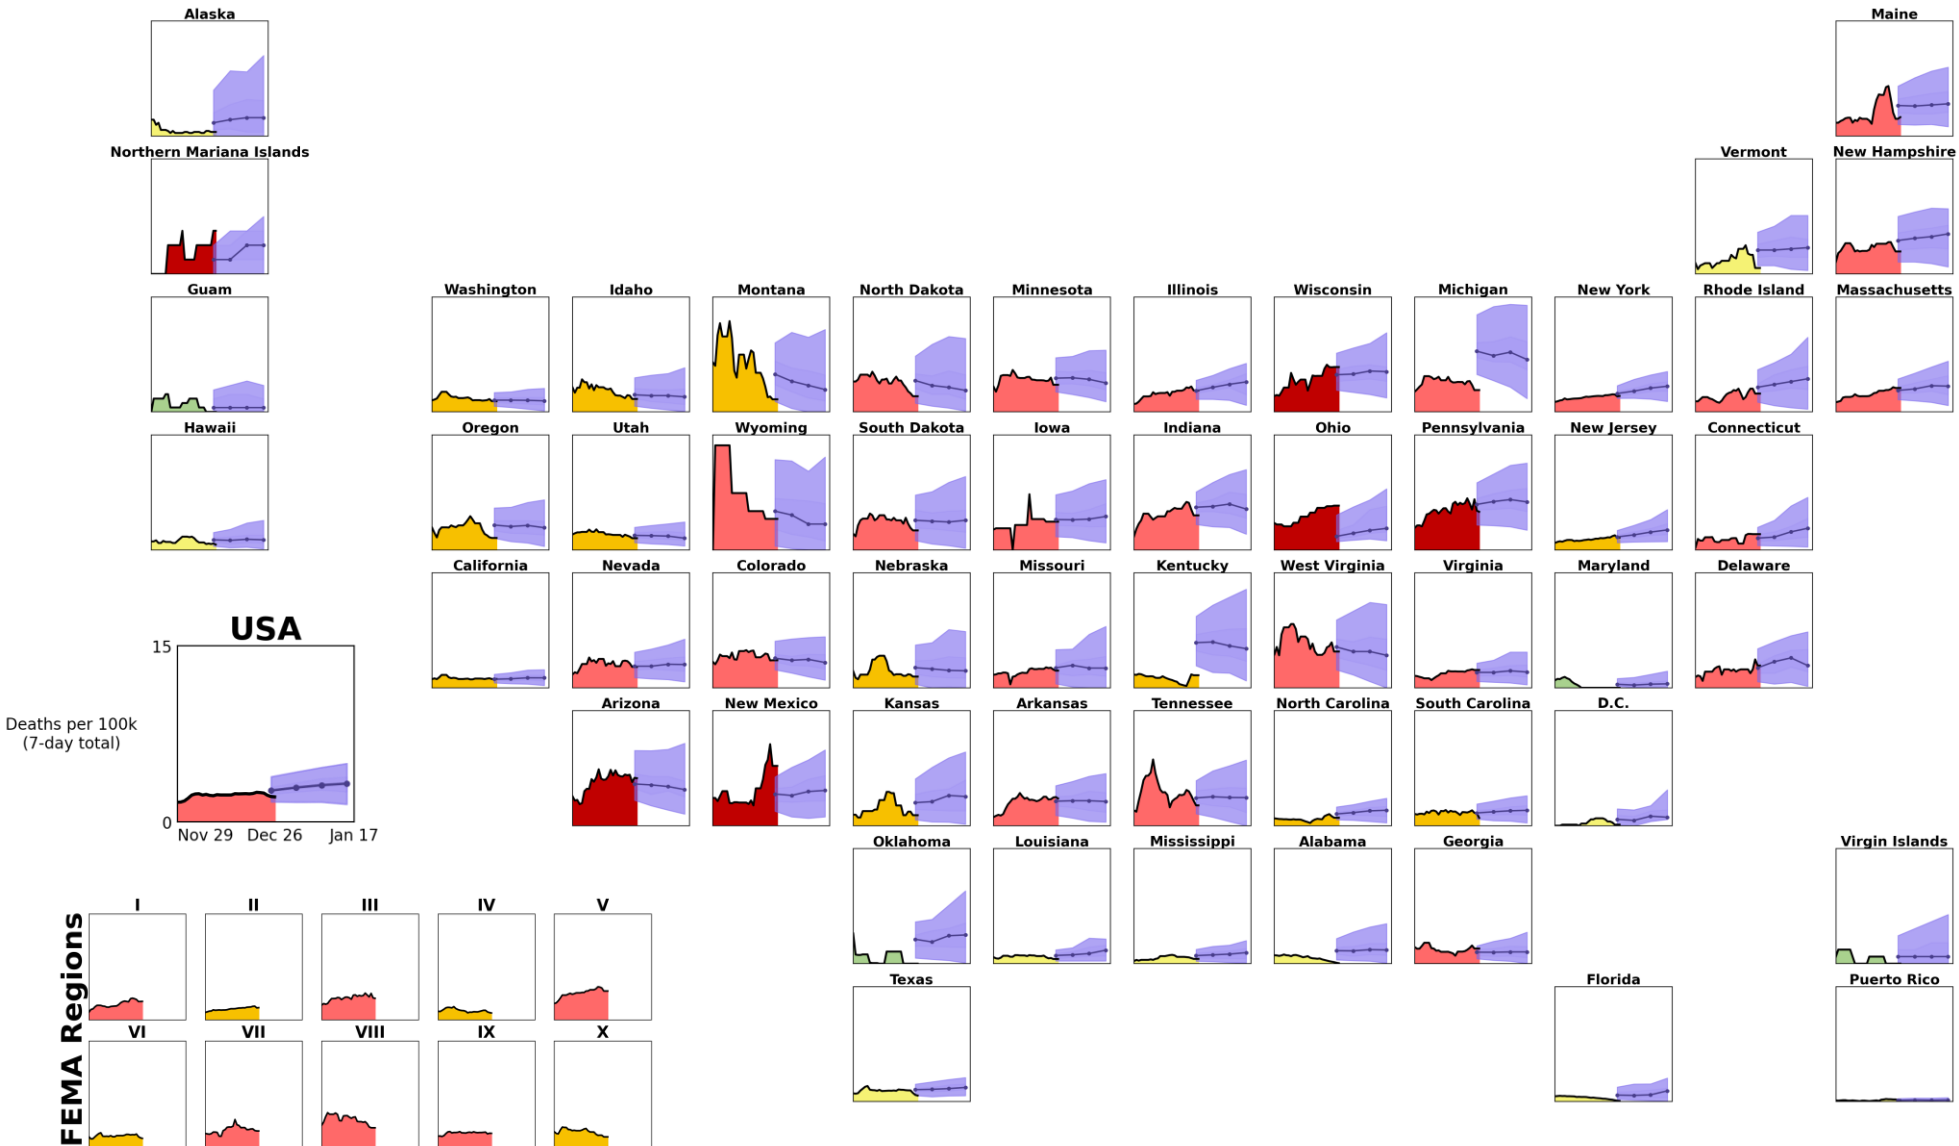 Alaska
Maine
Northern Mariana Islands
Vermont
New Hampshire
Guam
Washington
Idaho
Montana
North Dakota
Minnesota
Illinois
Wisconsin
Michigan
New York
Rhode Island
Massachusetts
Hawaii
Oregon
Utah
Wyoming
South Dakota
Iowa
Indiana
Ohio
Pennsylvania
New Jersey
Connecticut
California
Nevada
Colorado
Nebraska
Missouri
Kentucky
West Virginia
Virginia
Maryland
Delaware
USA
15
Deaths per 100k
(7-day total)
0
Nov 29 Dec 26 Jan 17
Arizona
New Mexico
Kansas
Arkansas
Tennessee
North Carolina
South Carolina
D.C.
Oklahoma
Louisiana
Mississippi
Alabama
Georgia
Virgin Islands
Texas
Florida
Puerto Rico
FEMA Regions
I
II
III
IV
V
VI
VII
VIII
IX
X